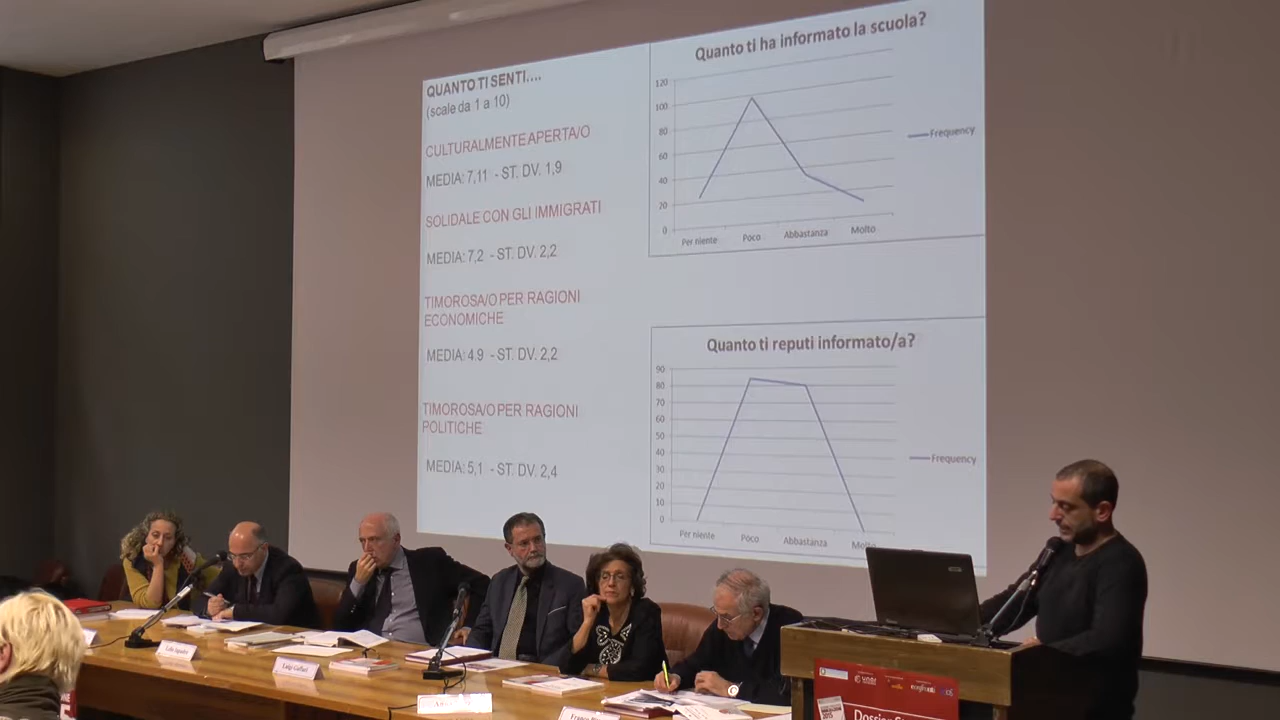 QUANTO TI SENTI....
(scale da 1 a 10)
CULTURALMENTE APERTA/O
MEDIA: 7,11 - ST. DV. 1,9
SOLIDALE CON GLI IMMIGRATI
MEDIA: 7,2 - ST. DV. 2,2
TIMOROSA/O PER RAGIONI
ECONOMICHE
MEDIA: 4.9 - ST. DV. 2,2
TIMOROSA/O PER RAGIONI
POLITICHE
MEDIA: 5,1 - ST. DV. 2,4
Quanto ti ha informato la scuola?
120
100
80
60
40
20
0
Per niente Poco Abbastanza Molto
Frequency
Quanto ti reputi informato/a?
90
80
70
60
50
40
30
20
10
0
Per niente Poco Abbastanza
Frequency
Luigi
Dossier